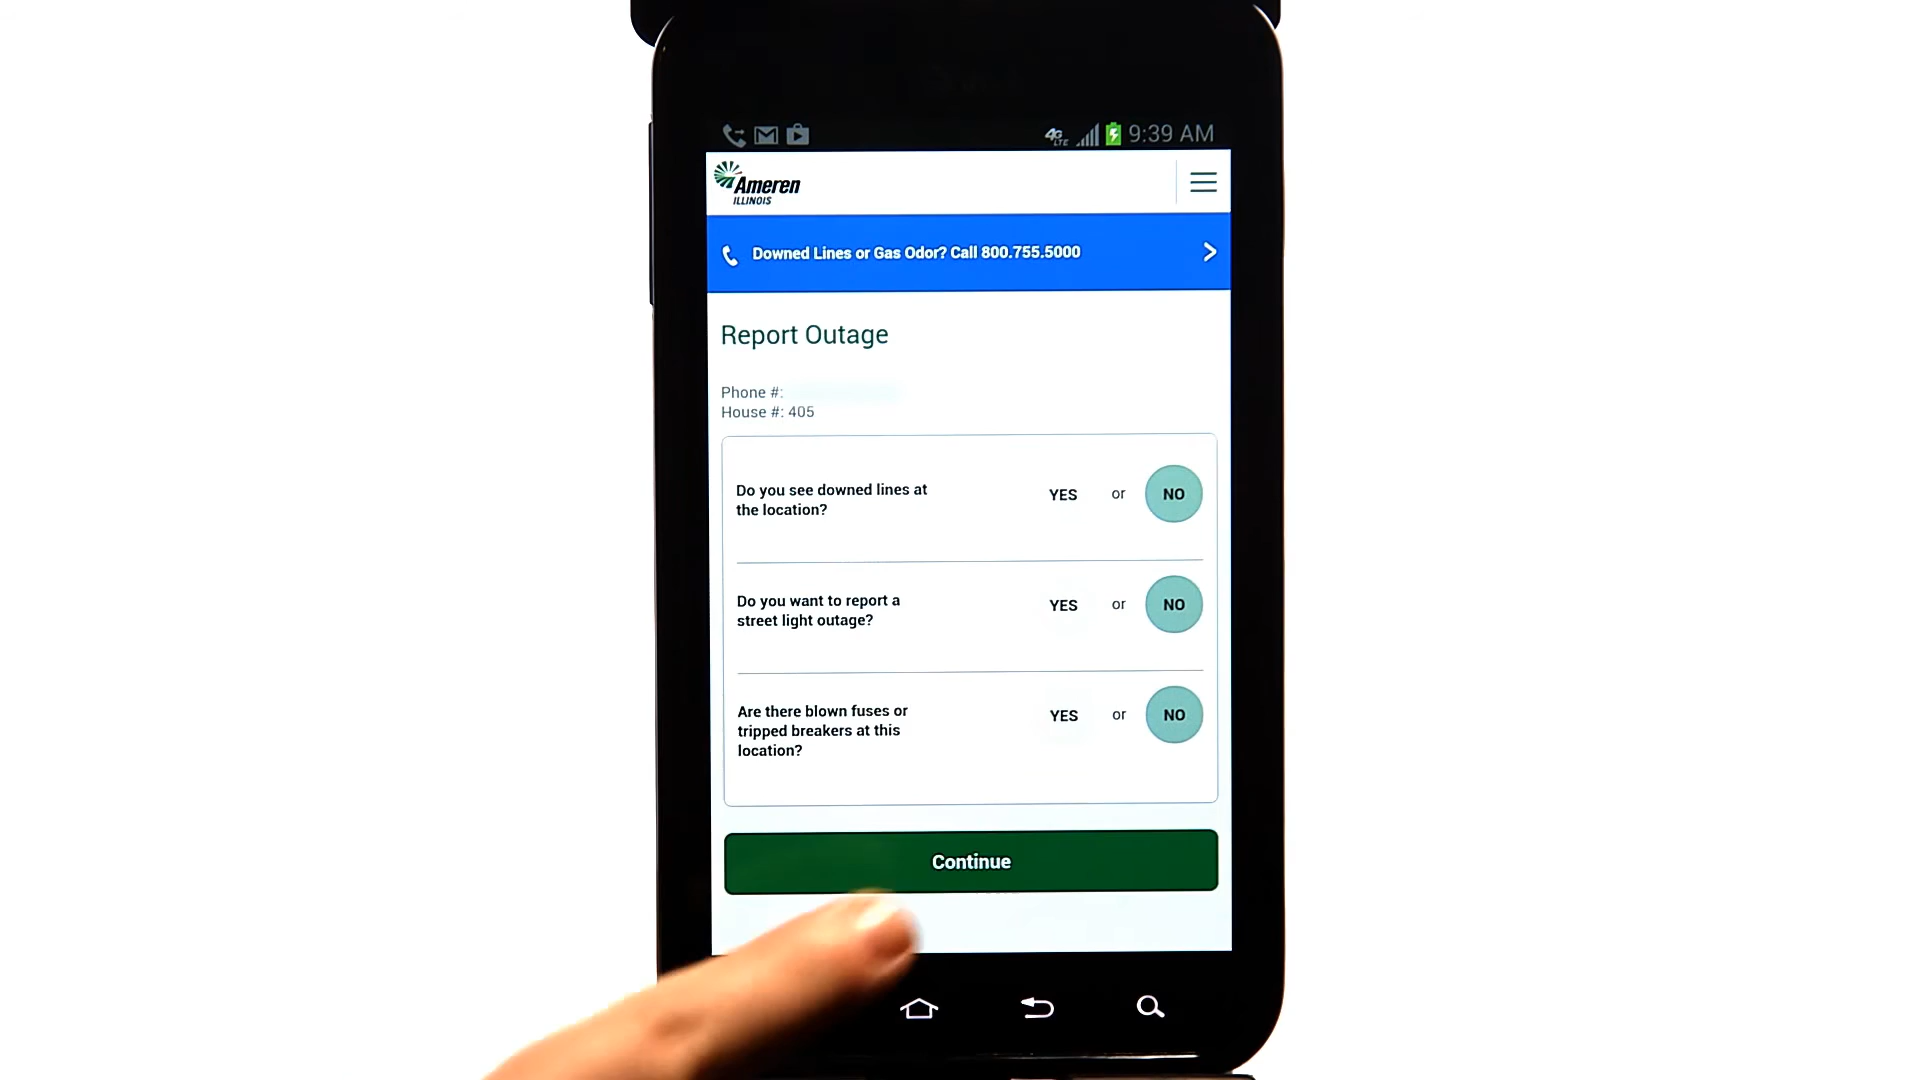 4G LTE 9:39 AM
Ameren
ILLINOIS
Downed Lines or Gas Odor? Call 800.755.5000
Report Outage
Phone #:
House #: 405
Do you see downed lines at
the location?
YES or NO
Do you want to report a
street light outage?
YES or NO
Are there blown fuses or
tripped breakers at this
location?
YES or NO
Continue